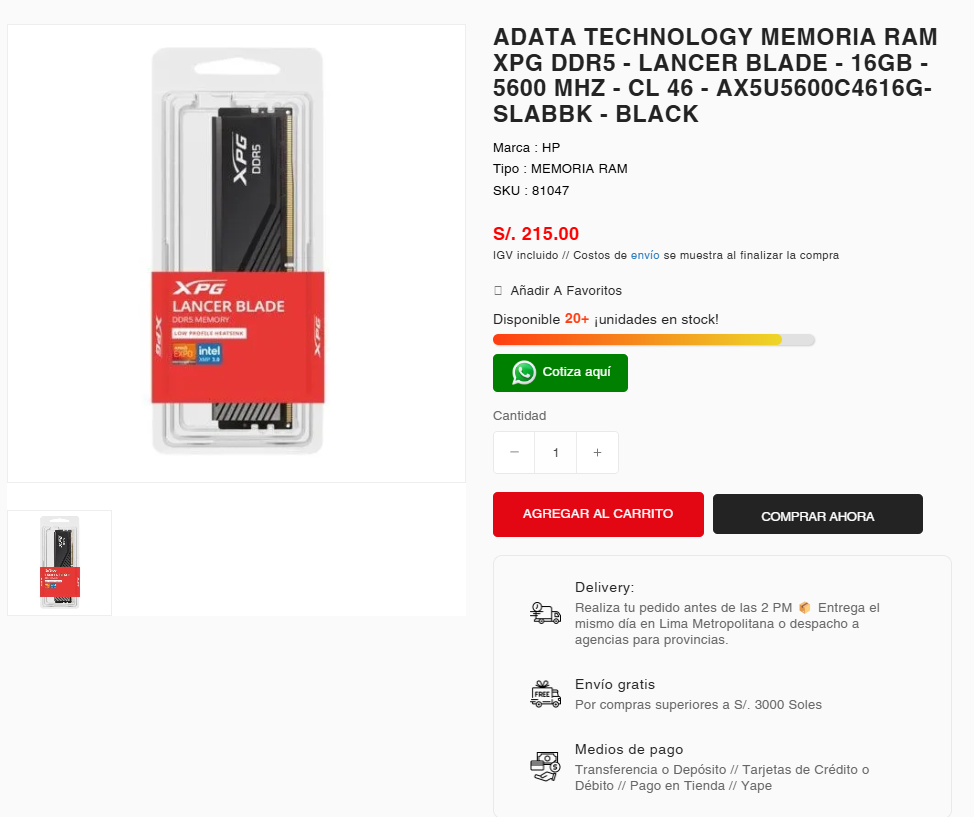 XPG
DDR5
XPG
LANCER BLADE
DDR5 MEMORY
LOW PROFILE HEATSINK
XPG
XPG
AMD
EXPO
intel
XMP 3.0
ADATA TECHNOLOGY MEMORIA RAM
XPG DDR5 - LANCER BLADE - 16GB -
5600 MHZ - CL 46 - AX5U5600C4616G-
SLABBK - BLACK
Marca : HP
Tipo : MEMORIA RAM
SKU : 81047
S/. 215.00
IGV incluido // Costos de envío se muestra al finalizar la compra
Añadir A Favoritos
Disponible 20+ ¡unidades en stock!
Cotiza aquí
Cantidad
− 1 +
AGREGAR AL CARRITO
COMPRAR AHORA
Delivery:
Realiza tu pedido antes de las 2 PM 📦 Entrega el
mismo día en Lima Metropolitana o despacho a
agencias para provincias.
FREE
Envío gratis
Por compras superiores a S/. 3000 Soles
Medios de pago
Transferencia o Depósito // Tarjetas de Crédito o
Débito // Pago en Tienda // Yape